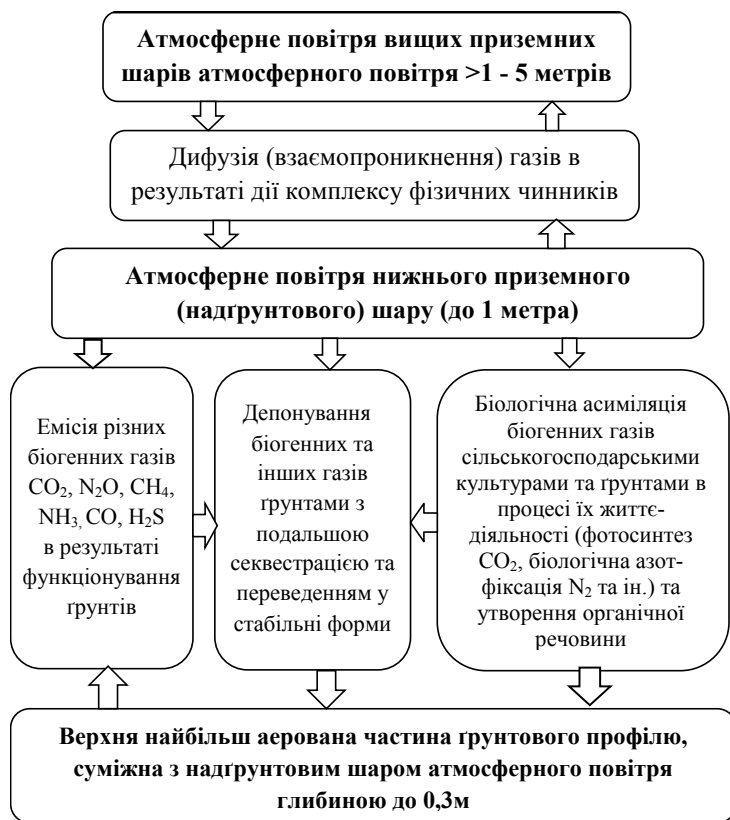 Атмосферне повітря вищих приземних
шарів атмосферного повітря >1 - 5 метрів
Дифузія (взаємопроникнення) газів в
результаті дії комплексу фізичних чинників
Атмосферне повітря нижнього приземного
(надґрунтового) шару (до 1 метра)
Емісія різних
біогенних газів
CO₂, N₂O, CH₄,
NH₃, CO, H₂S
в результаті
функціонування
ґрунтів
Депонування
біогенних та
інших газів
ґрунтами з
подальшою
секвестрацією та
переведенням у
стабільні форми
Біологічна асиміляція
біогенних газів
сільськогосподарськими
культурами та ґрунтами в
процесі їх життє-
діяльності (фотосинтез
CO₂, біологічна азот-
фіксація N₂ та ін.) та
утворення органічної
речовини
Верхня найбільш аерована частина ґрунтового профілю,
суміжна з надґрунтовим шаром атмосферного повітря
глибиною до 0,3м